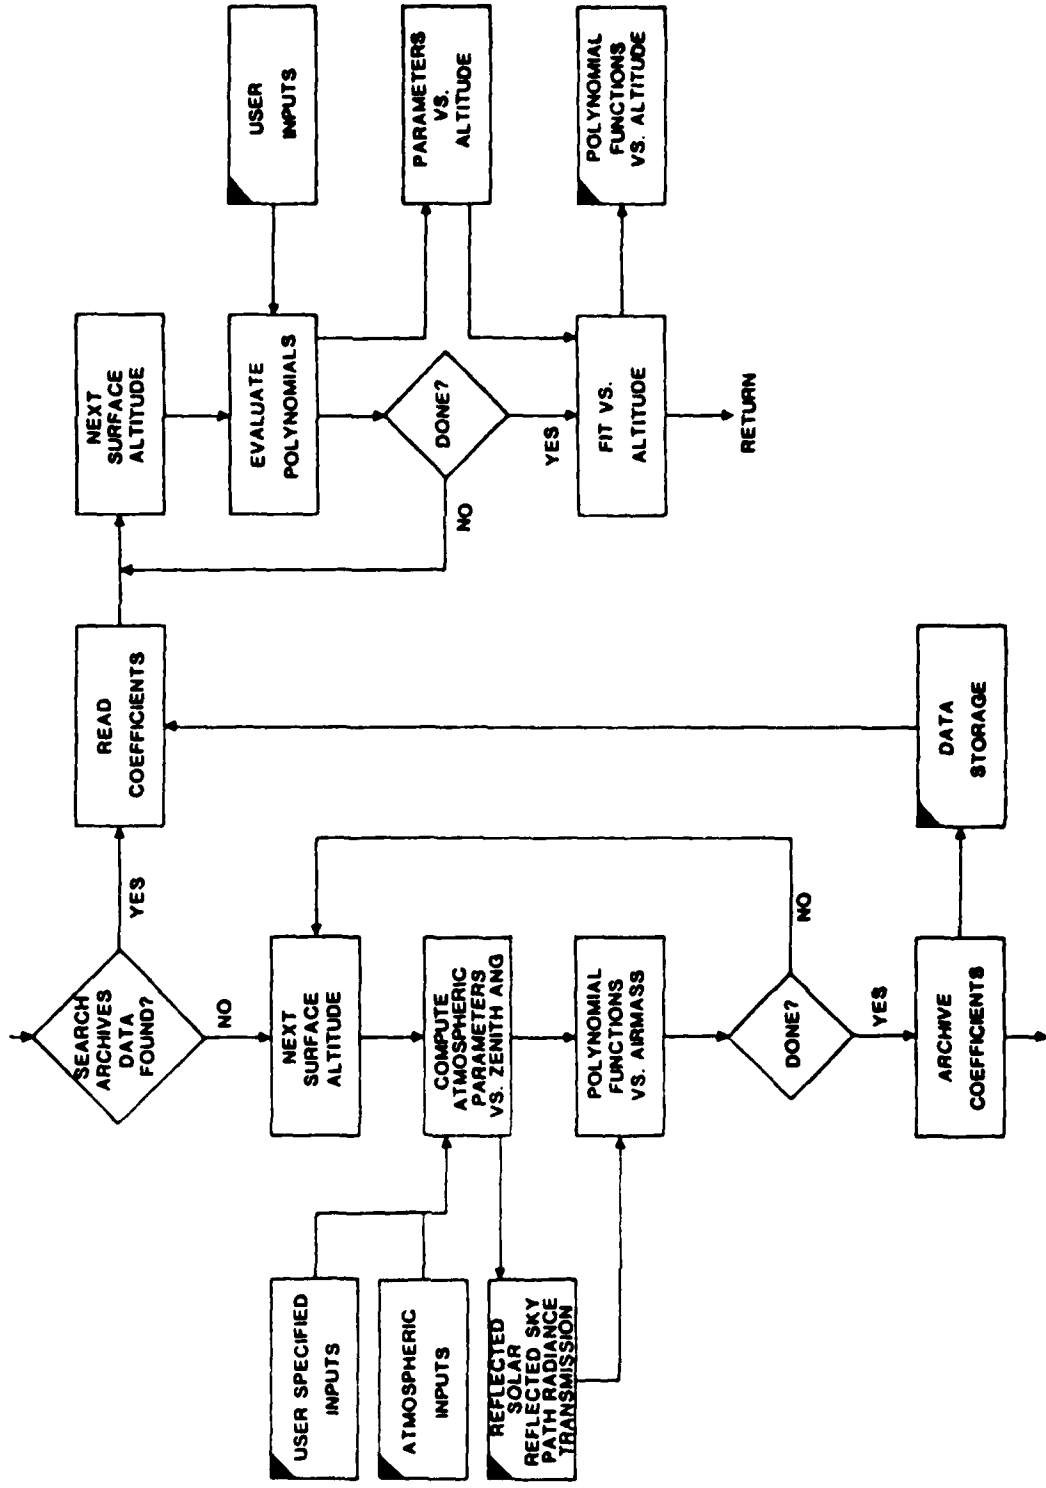 SEARCH
ARCHIVES
DATA
FOUND?
YES
NO
READ
COEFFICIENTS
NEXT
SURFACE
ALTITUDE
USER
INPUTS
EVALUATE
POLYNOMIALS
PARAMETERS
VS.
ALTITUDE
DONE?
NO
YES
FIT VS.
ALTITUDE
POLYNOMIAL
FUNCTIONS
VS. ALTITUDE
RETURN
NEXT
SURFACE
ALTITUDE
USER SPECIFIED
INPUTS
ATMOSPHERIC
INPUTS
COMPUTE
ATMOSPHERIC
PARAMETERS
VS. ZENITH ANG
REFLECTED
SOLAR
REFLECTED SKY
PATH RADIANCE
TRANSMISSION
POLYNOMIAL
FUNCTIONS
VS. AIRMASS
DONE?
NO
YES
ARCHIVE
COEFFICIENTS
DATA
STORAGE